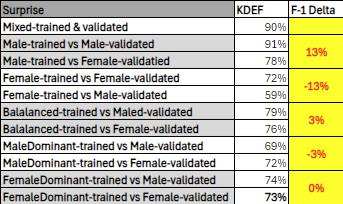 Surprise KDEF F-1 Delta
Mixed-trained & validated 90%
Male-trained vs Male-validated 91%
13%
Male-trained vs Female-validatied 78%
Female-trained vs Female-validated 72%
-13%
Female-trained vs Male-validated 59%
Balalanced-trained vs Maled-validated 79%
3%
Balalanced-trained vs Female-validated 76%
MaleDominant-trained vs Male-validated 69%
-3%
MaleDominant-trained vs Female-validated 72%
FemaleDominant-trained vs Male-validated 74%
0%
FemaleDominant-trained vs Female-validated 73%